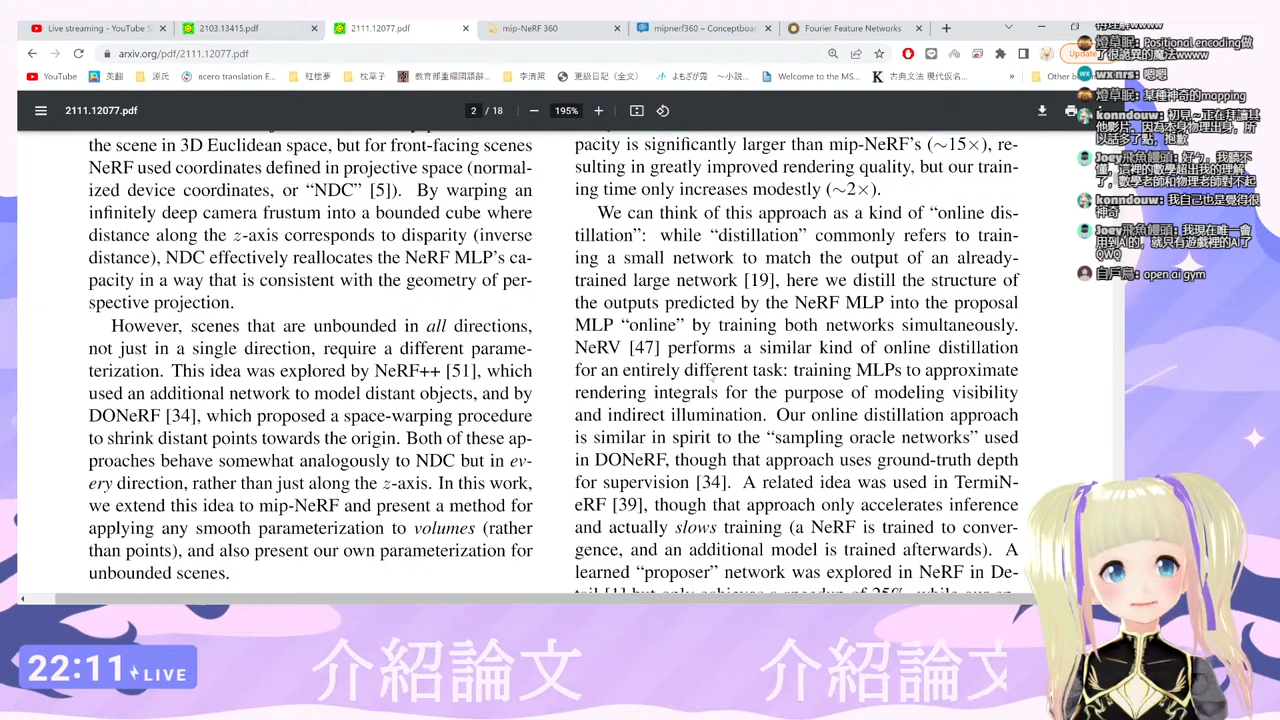 Live streaming - YouTube S
2103.13415.pdf
2111.12077.pdf
mip-NeRF 360
mipnerf360 – Conceptboar
Fourier Feature Networks
arxiv.org/pdf/2111.12077.pdf
Update
YouTube
英翻
源氏
ecero translation E
紅樓夢
枕草
教育部重編國語辭
李清照
更級日記（全文）
よもぎが露 ～小説...
Welcome to the MS...
古典文法 現代仮名...
»
Other b
2111.12077.pdf
2 / 18
195%
the scene in 3D Euclidean space, but for front-facing scenes
NeRF used coordinates defined in projective space (normal-
ized device coordinates, or “NDC” [5]). By warping an
infinitely deep camera frustum into a bounded cube where
distance along the z-axis corresponds to disparity (inverse
distance), NDC effectively reallocates the NeRF MLP’s ca-
pacity in a way that is consistent with the geometry of per-
spective projection.
However, scenes that are unbounded in all directions,
not just in a single direction, require a different parame-
terization. This idea was explored by NeRF++ [51], which
used an additional network to model distant objects, and by
DONeRF [34], which proposed a space-warping procedure
to shrink distant points towards the origin. Both of these ap-
proaches behave somewhat analogously to NDC but in ev-
ery direction, rather than just along the z-axis. In this work,
we extend this idea to mip-NeRF and present a method for
applying any smooth parameterization to volumes (rather
than points), and also present our own parameterization for
unbounded scenes.
pacity is significantly larger than mip-NeRF’s (∼15×), re-
sulting in greatly improved rendering quality, but our train-
ing time only increases modestly (∼2×).
We can think of this approach as a kind of “online dis-
tillation”: while “distillation” commonly refers to train-
ing a small network to match the output of an already-
trained large network [19], here we distill the structure of
the outputs predicted by the NeRF MLP into the proposal
MLP “online” by training both networks simultaneously.
NeRV [47] performs a similar kind of online distillation
for an entirely different task: training MLPs to approximate
rendering integrals for the purpose of modeling visibility
and indirect illumination. Our online distillation approach
is similar in spirit to the “sampling oracle networks” used
in DONeRF, though that approach uses ground-truth depth
for supervision [34]. A related idea was used in TermiN-
eRF [39], though that approach only accelerates inference
and actually slows training (a NeRF is trained to conver-
gence, and an additional model is trained afterwards). A
learned “proposer” network was explored in NeRF in De-
燈草眠: Positional encoding做
了很詭異的魔法wwww
wx nrs: 嗯嗯
燈草眠: 某種神奇的mapping
konndouw: 初見～正在拜讀其
他影片。因為本身物理出身，所
以話多了點，抱歉
Joey飛魚饅頭: 好ㄅ，我聽不
懂，這裡的數學超出我的理解
了，數學老師和物理老師對不起
konndouw: 我自己也是覺得很
神奇
Joey飛魚饅頭: 我現在唯一會
用到AI的，就只有遊戲裡的AI了
QWQ
白戶鳥: open ai gym
22:11 LIVE
介紹論文 介紹論文